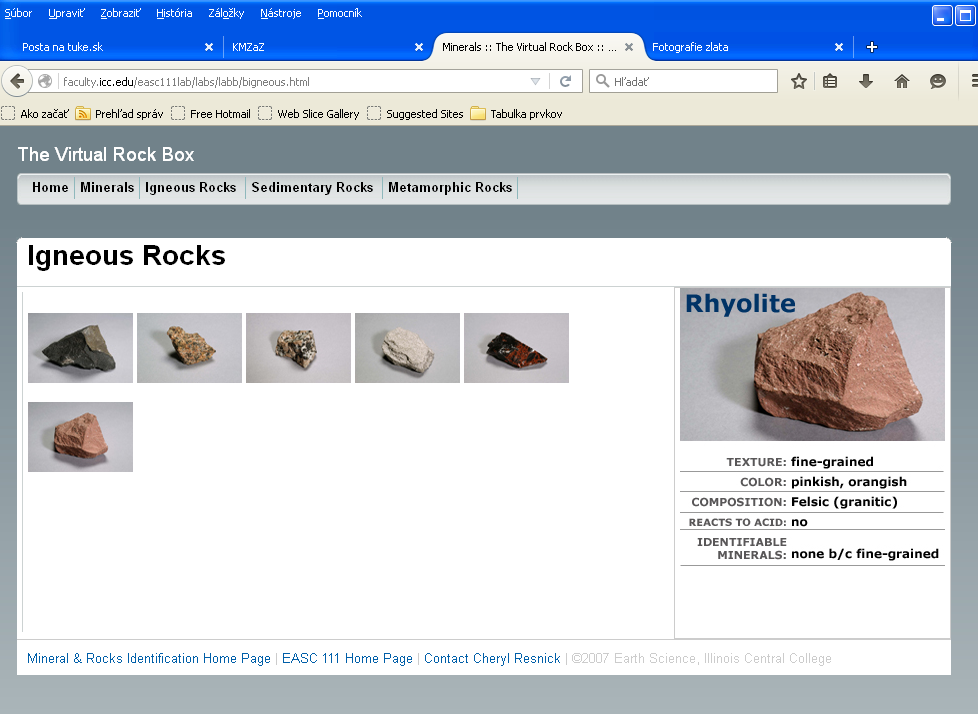 Súbor Upraviť Zobraziť História Záložky Nástroje Pomocník
Posta na tuke.sk KMZaZ Minerals :: The Virtual Rock Box :: ... Fotografie zlata
faculty.icc.edu/easc111lab/labs/labb/bigneous.html Hľadať
Ako začať Prehľad správ Free Hotmail Web Slice Gallery Suggested Sites Tabulka prvkov
The Virtual Rock Box
Home Minerals Igneous Rocks Sedimentary Rocks Metamorphic Rocks
Igneous Rocks
Rhyolite
TEXTURE: fine-grained
COLOR: pinkish, orangish
COMPOSITION: Felsic (granitic)
REACTS TO ACID: no
IDENTIFIABLE
MINERALS: none b/c fine-grained
Mineral & Rocks Identification Home Page | EASC 111 Home Page | Contact Cheryl Resnick | ©2007 Earth Science, Illinois Central College